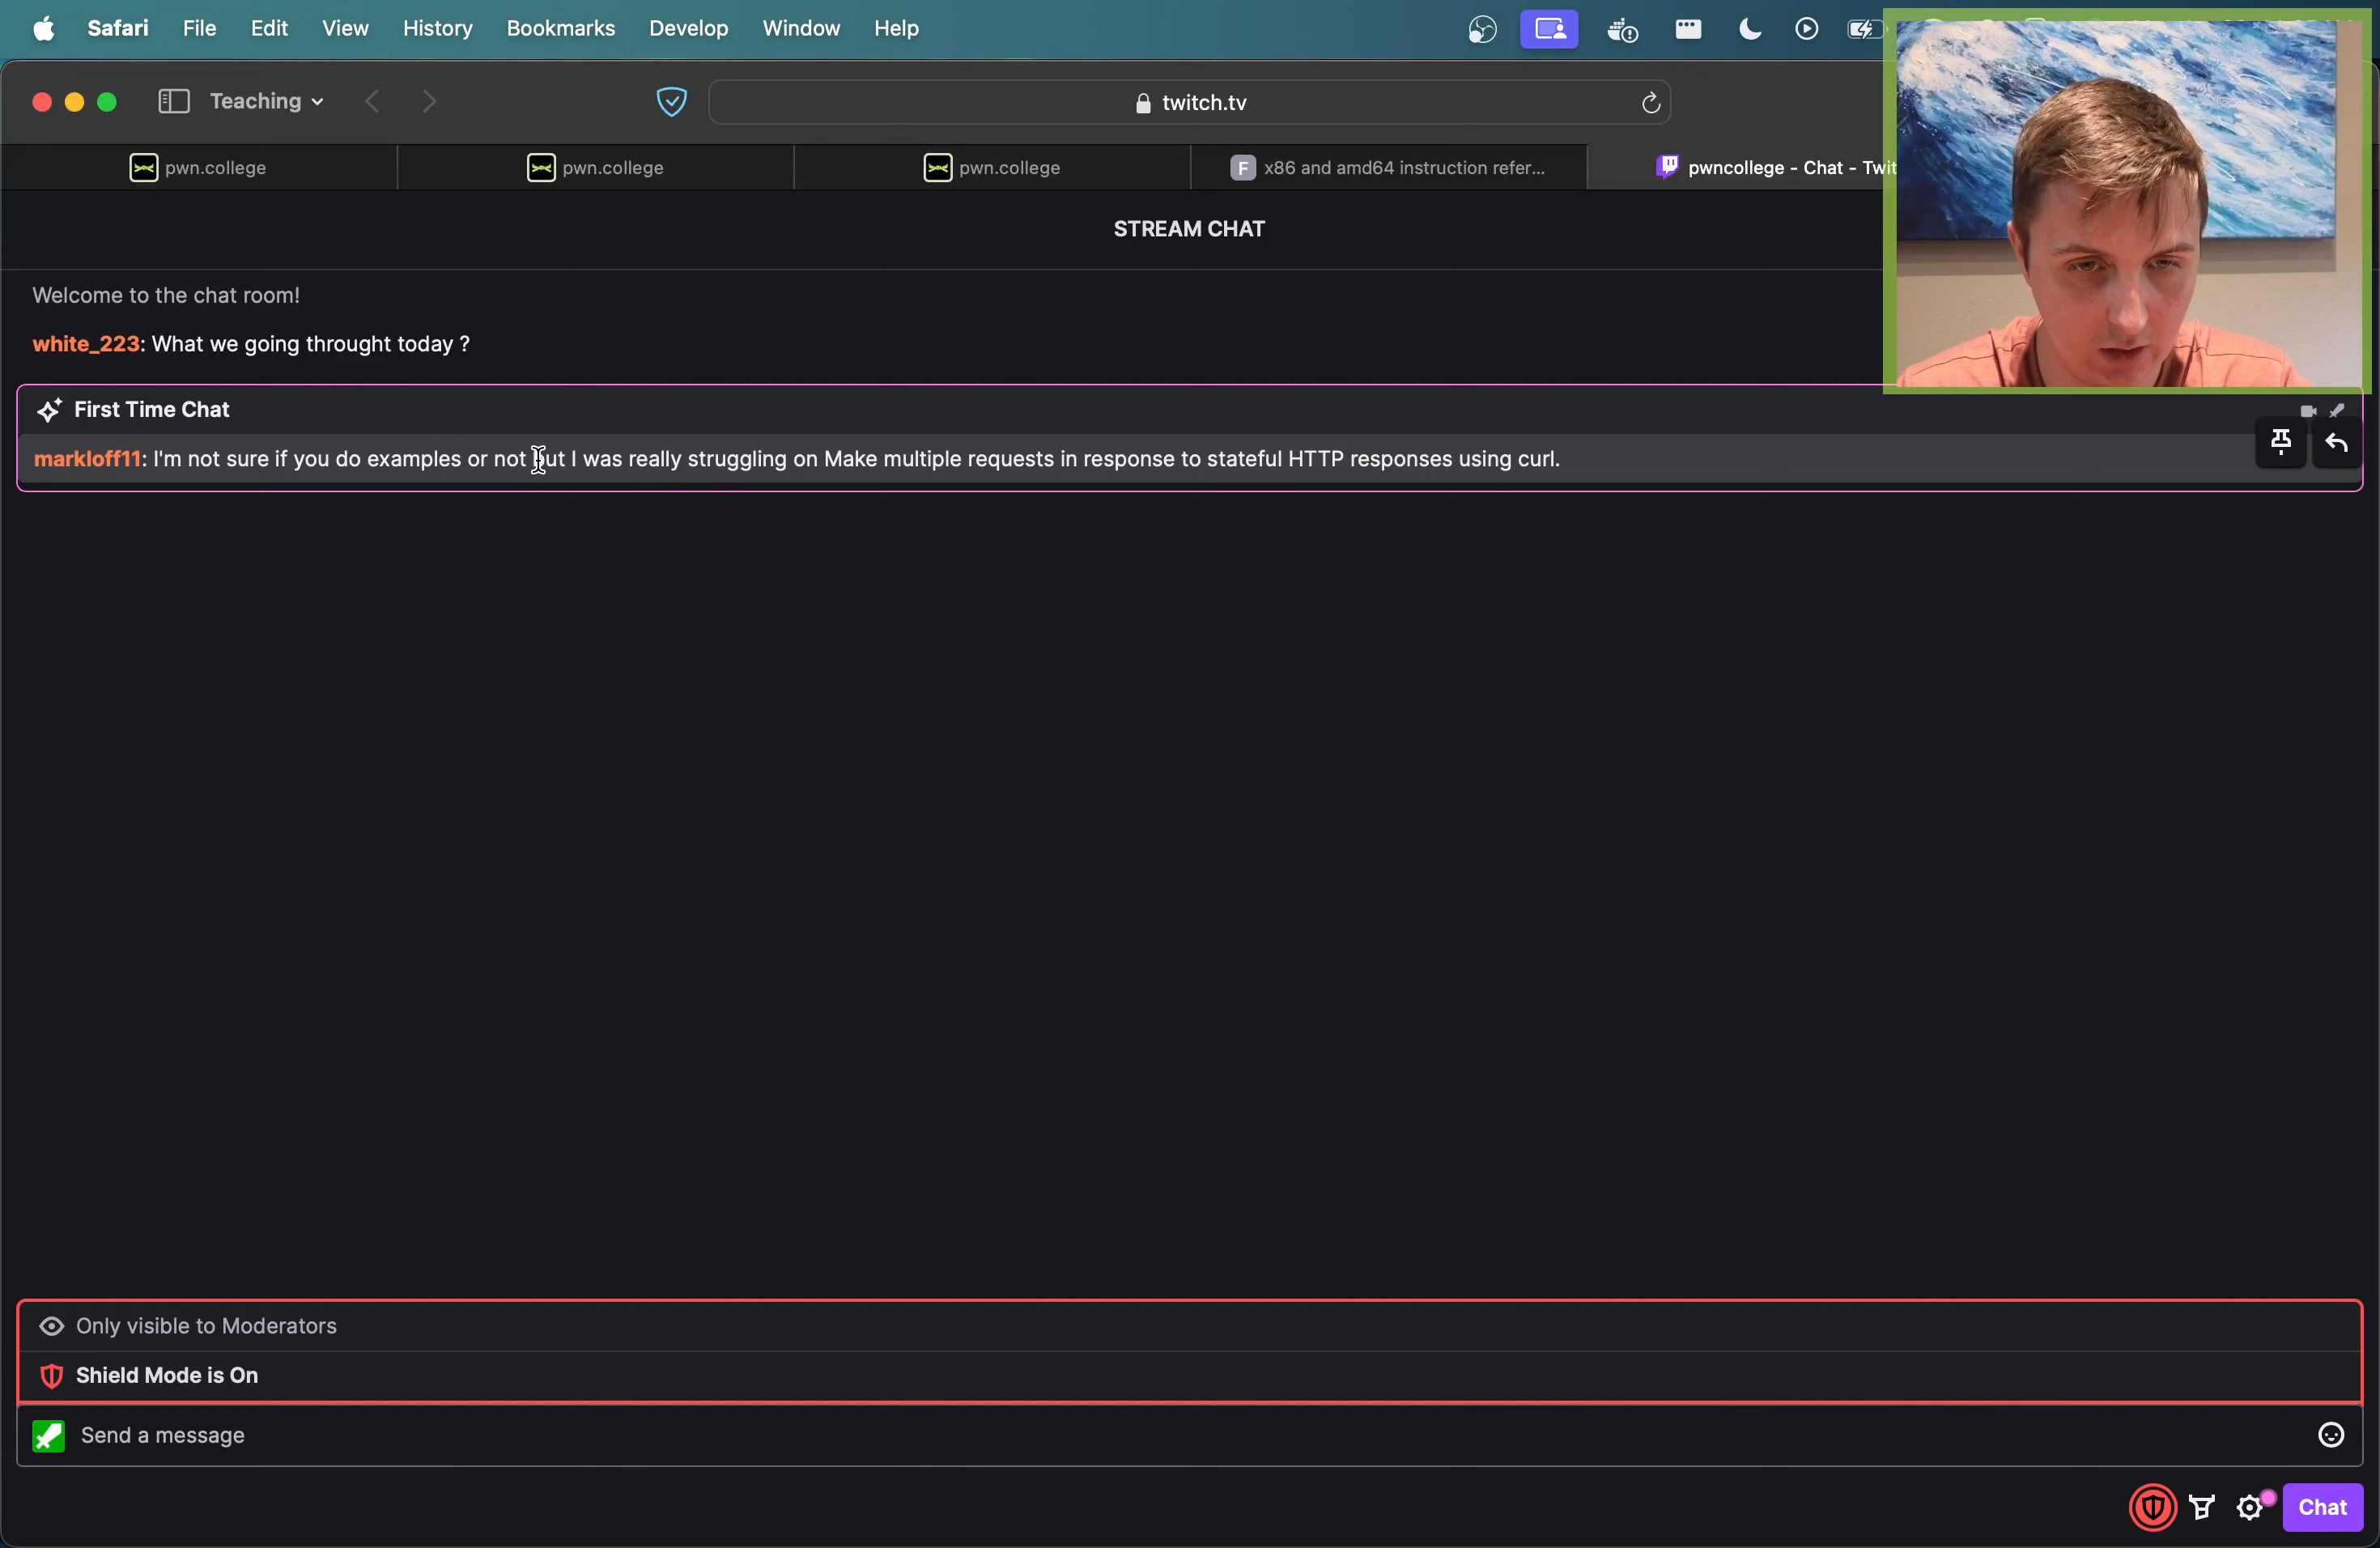 Safari File Edit View History Bookmarks Develop Window Help
Teaching
twitch.tv
pwn.college
pwn.college
pwn.college
F x86 and amd64 instruction refer...
pwncollege - Chat - Twit
STREAM CHAT
Welcome to the chat room!
white_223: What we going throught today ?
First Time Chat
markloff11: I'm not sure if you do examples or not but I was really struggling on Make multiple requests in response to stateful HTTP responses using curl.
Only visible to Moderators
Shield Mode is On
Send a message
Chat